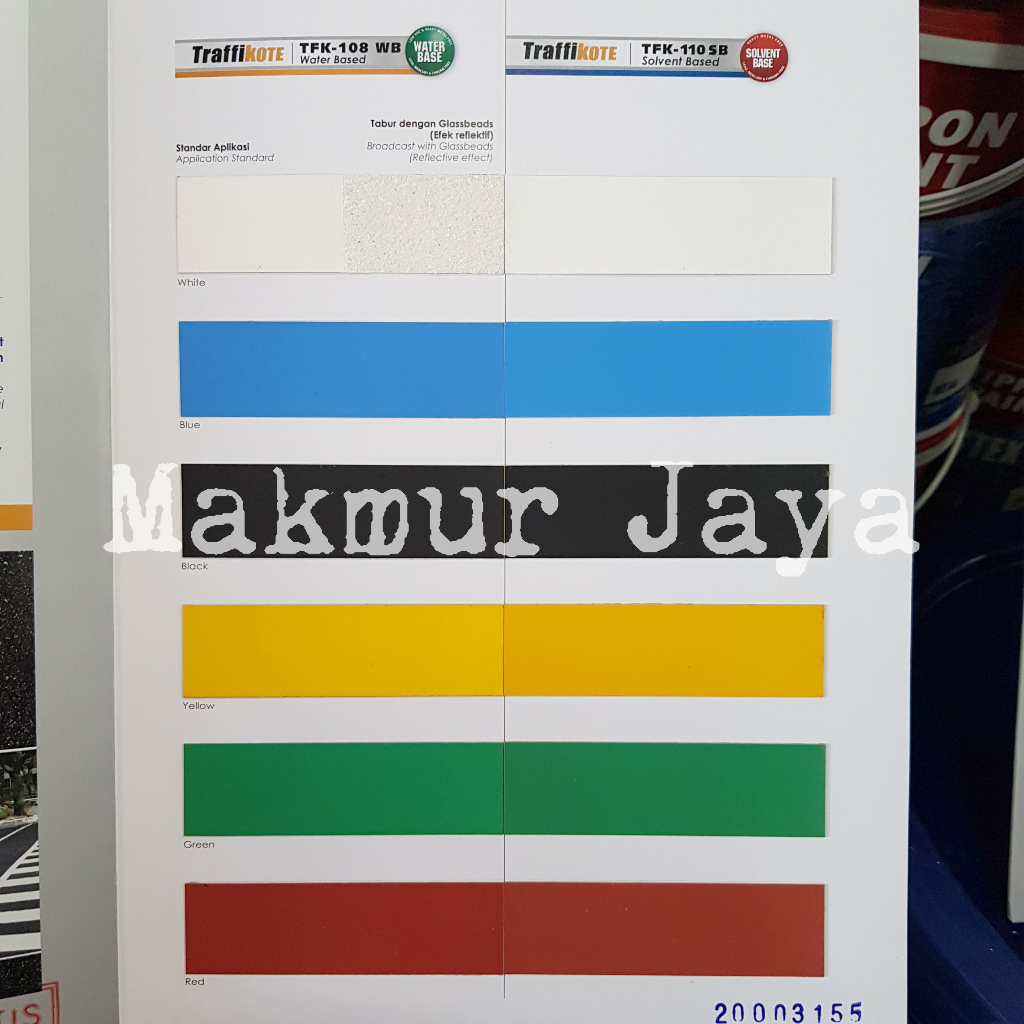 TraffiKOTE TFK-108 WB
Water Based
WATER
BASE
TraffiKOTE TFK-110 SB
Solvent Based
SOLVENT
BASE
Standar Aplikasi
Application Standard
Tabur dengan Glassbeads
(Efek reflektif)
Broadcast with Glassbeads
(Reflective effect)
White
Blue
Makmur Jaya
Black
Yellow
Green
Red
20003155